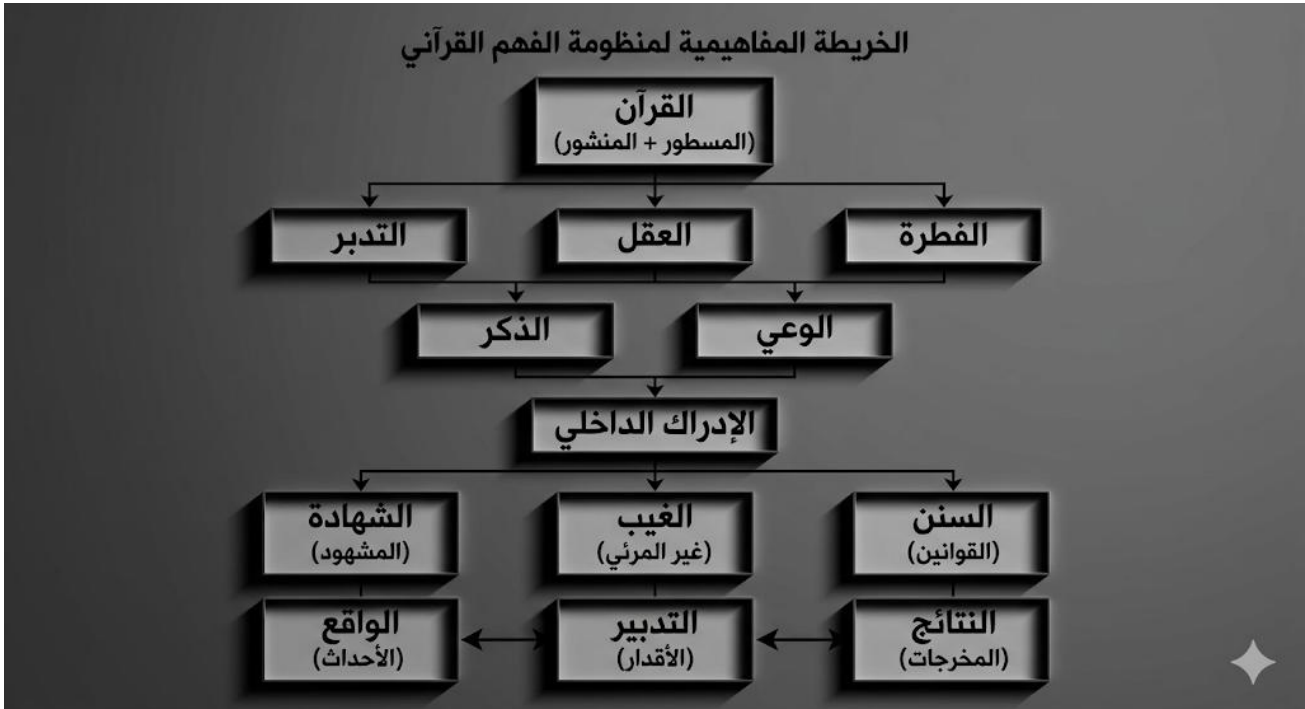 الخريطة المفاهيمية لمنظومة الفهم القرآني
القرآن
(المسطور + المنشور)
الفطرة
العقل
التدبر
الوعي
الذكر
الإدراك الداخلي
السنن
(القوانين)
الغيب
(غير المرئي)
الشهادة
(المشهود)
النتائج
(المخرجات)
التدبير
(الأقدار)
الواقع
(الأحداث)